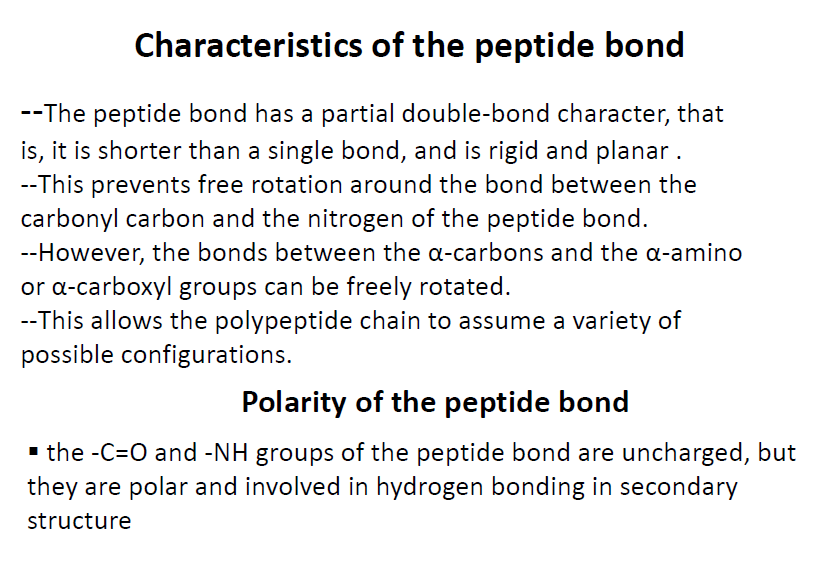 Characteristics of the peptide bond
--The peptide bond has a partial double-bond character, that
is, it is shorter than a single bond, and is rigid and planar .
--This prevents free rotation around the bond between the
carbonyl carbon and the nitrogen of the peptide bond.
--However, the bonds between the α-carbons and the α-amino
or α-carboxyl groups can be freely rotated.
--This allows the polypeptide chain to assume a variety of
possible configurations.
Polarity of the peptide bond
▪ the -C=O and -NH groups of the peptide bond are uncharged, but
they are polar and involved in hydrogen bonding in secondary
structure